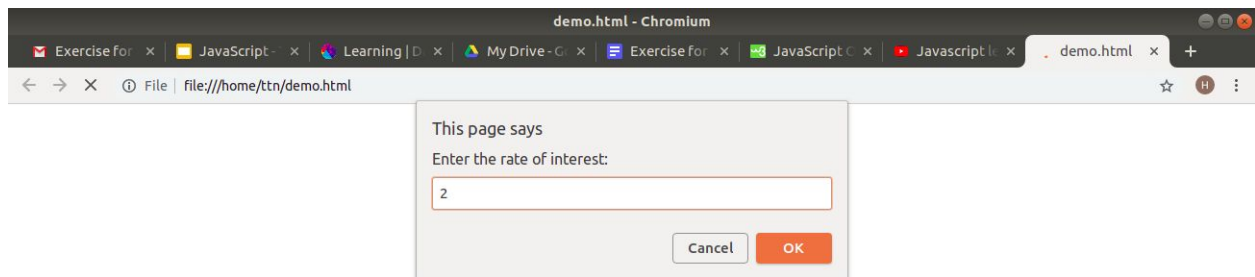 demo.html - Chromium
Exercise for JavaScript - Learning | D My Drive - G Exercise for JavaScript C Javascript le demo.html
File file:///home/ttn/demo.html H
This page says
Enter the rate of interest:
2
Cancel OK